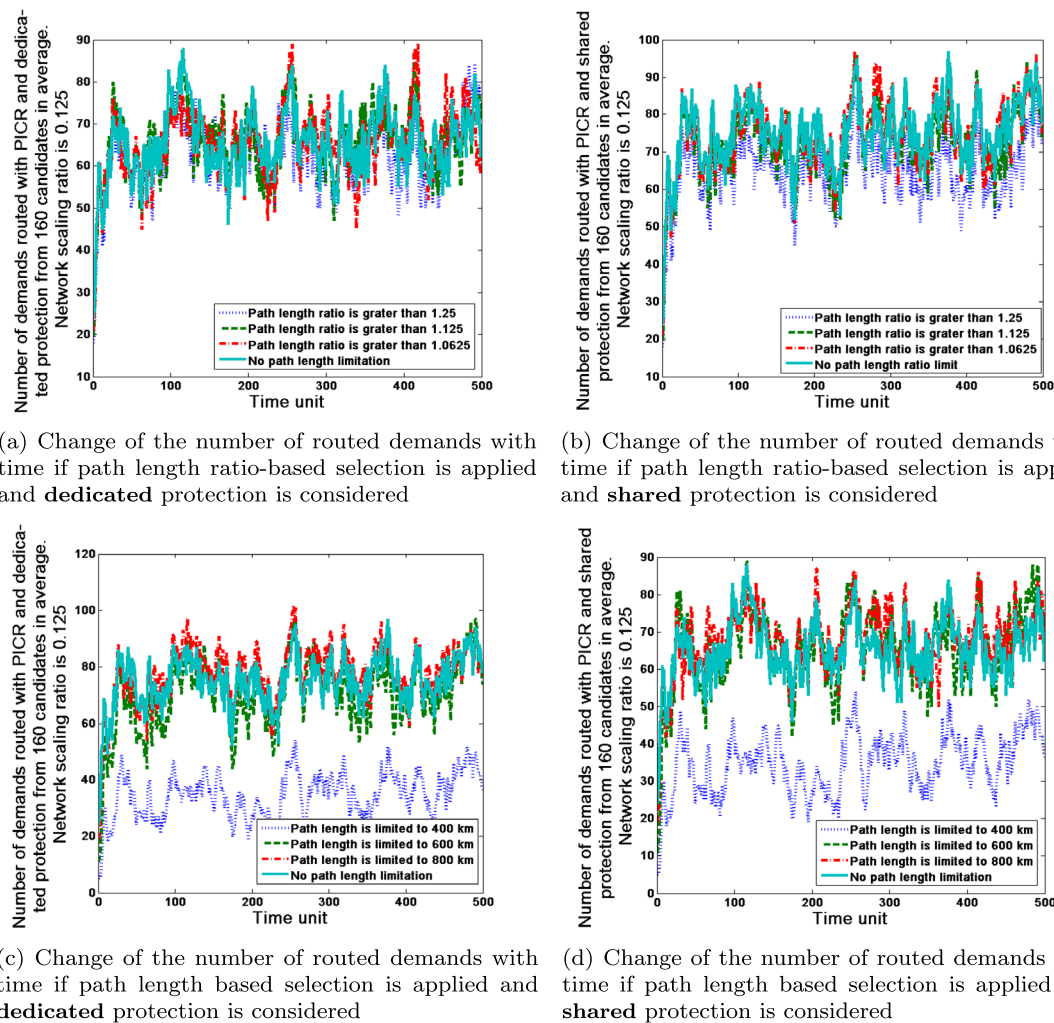 Number of demands routed with PICR and dedica-
ted protection from 160 candidates in average.
Network scaling ratio is 0.125
90
80
70
60
50
40
30
20
10
0
100
200
300
400
500
Path length ratio is grater than 1.25
Path length ratio is grater than 1.125
Path length ratio is grater than 1.0625
No path length limitation
Time unit
(a) Change of the number of routed demands with
time if path length ratio-based selection is applied
and dedicated protection is considered
Number of demands routed with PICR and shared
protection from 160 candidates in average.
Network scaling ratio is 0.125
100
90
80
70
60
50
40
30
20
10
0
100
200
300
400
500
Path length ratio is grater than 1.25
Path length ratio is grater than 1.125
Path length ratio is grater than 1.0625
No path length ratio limit
Time unit
(b) Change of the number of routed demands
time if path length ratio-based selection is app
and shared protection is considered
Number of demands routed with PICR and dedica-
ted protection from 160 candidates in average.
Network scaling ratio is 0.125
120
100
80
60
40
20
0
0
100
200
300
400
500
Path length is limited to 400 km
Path length is limited to 600 km
Path length is limited to 800 km
No path length limitation
Time unit
(c) Change of the number of routed demands with
time if path length based selection is applied and
dedicated protection is considered
Number of demands routed with PICR and shared
protection from 160 candidates in average.
Network scaling ratio is 0.125
90
80
70
60
50
40
30
20
10
0
0
100
200
300
400
500
Path length is limited to 400 km
Path length is limited to 600 km
Path length is limited to 800 km
No path length limitation
Time unit
(d) Change of the number of routed demands
time if path length based selection is applied
shared protection is considered